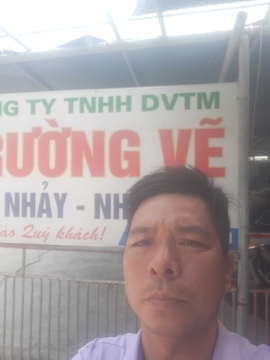 NG TY TNHH DVTM
RƯỜNG VẼ
NHẢY - NH
ào Quý khách!